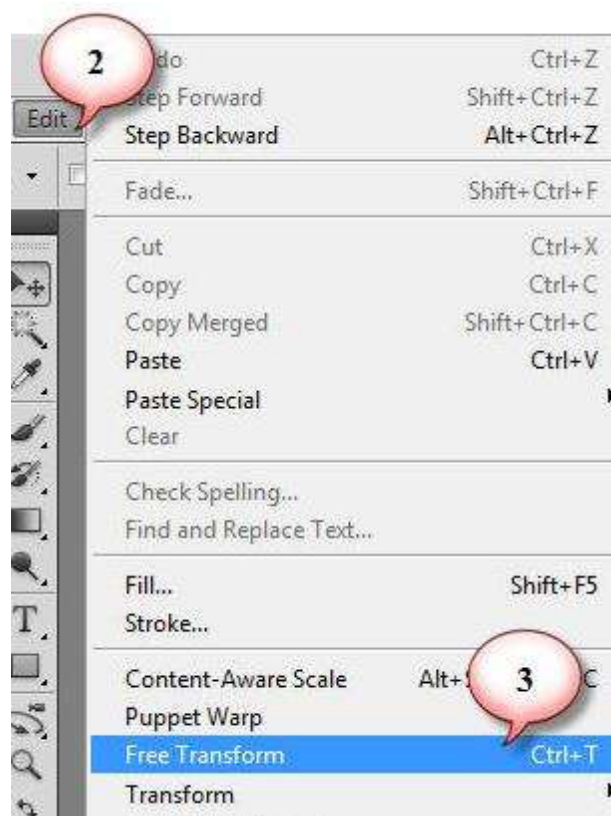 2
do Ctrl+Z
Step Forward Shift+Ctrl+Z
Edit
Step Backward Alt+Ctrl+Z
Fade... Shift+Ctrl+F
Cut Ctrl+X
Copy Ctrl+C
Copy Merged Shift+Ctrl+C
Paste Ctrl+V
Paste Special
Clear
Check Spelling...
Find and Replace Text...
Fill... Shift+F5
T
Stroke...
Content-Aware Scale Alt+ 3 C
Puppet Warp
Free Transform Ctrl+T
Transform